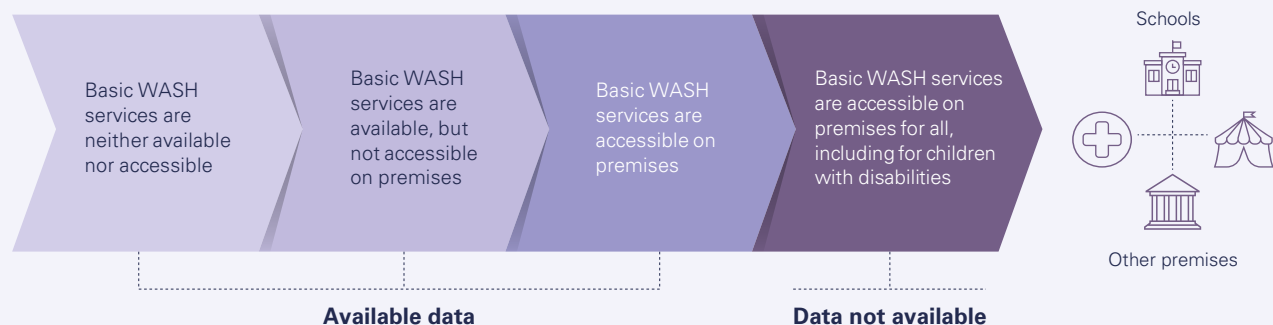 Basic WASH
services are
neither available
nor accessible
Basic WASH
services are
available, but
not accessible
on premises
Basic WASH
services are
accessible on
premises
Basic WASH services
are accessible on
premises for all,
including for children
with disabilities
Schools
Other premises
Available data
Data not available